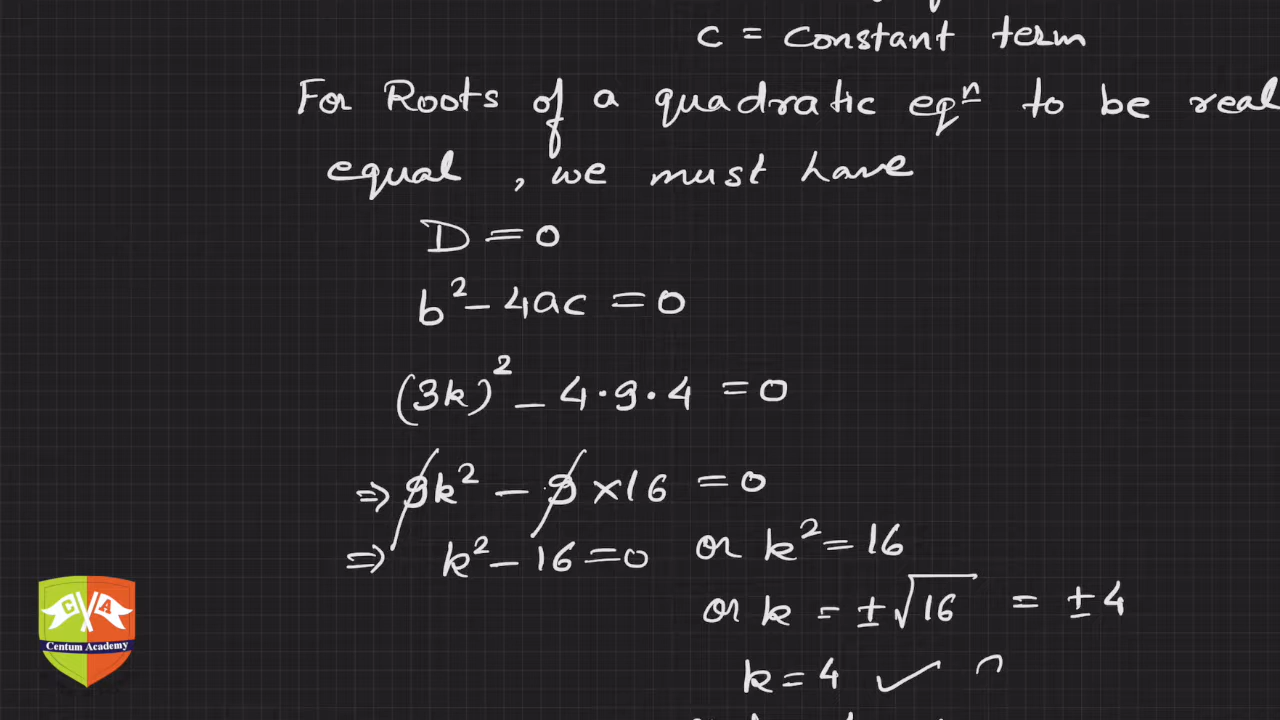 c = Constant term
For Roots of a quadratic eqⁿ to be real
equal , we must have
D = 0
b² - 4ac = 0
(3k)² - 4·9·4 = 0
⇒ 9k² - 9 × 16 = 0
⇒ k² - 16 = 0 or k² = 16
or k = ±√16 = ±4
k = 4 ✓
C A
Centum Academy